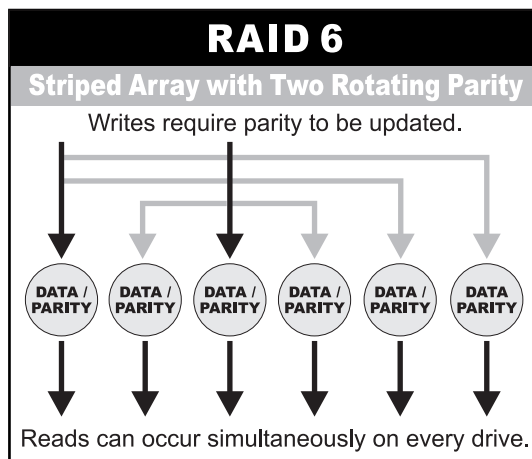 RAID 6
Striped Array with Two Rotating Parity
Writes require parity to be updated.
DATA /
PARITY
DATA /
PARITY
DATA /
PARITY
DATA /
PARITY
DATA /
PARITY
DATA
PARITY
Reads can occur simultaneously on every drive.